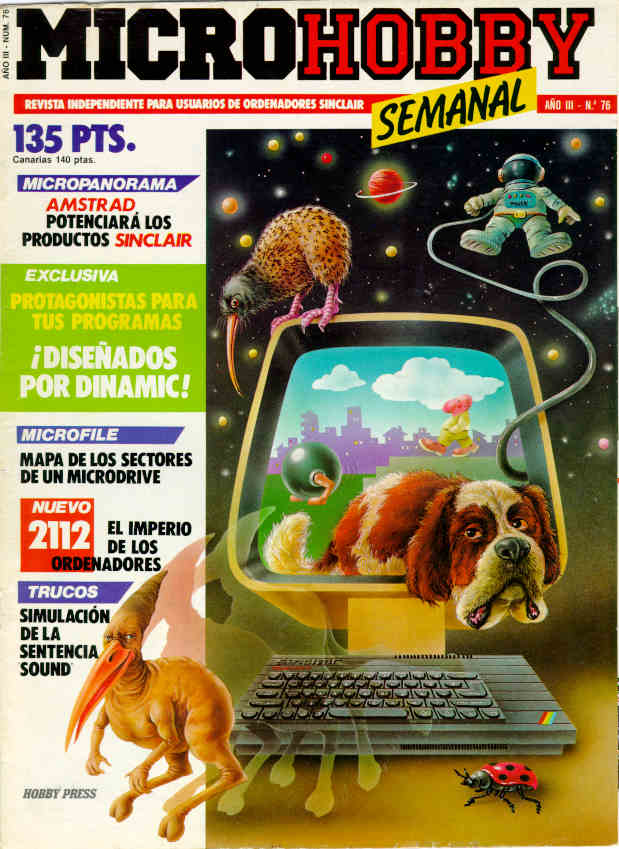 AÑO III - NÚM. 76
MICROHOBBY
REVISTA INDEPENDIENTE PARA USUARIOS DE ORDENADORES SINCLAIR
SEMANAL
AÑO III - N.º 76
135 PTS.
Canarias 140 ptas.
MICROPANORAMA
AMSTRAD
POTENCIARÁ LOS
PRODUCTOS SINCLAIR
EXCLUSIVA
PROTAGONISTAS PARA
TUS PROGRAMAS
¡DISEÑADOS
POR DINAMIC!
MICROFILE
MAPA DE LOS SECTORES
DE UN MICRODRIVE
NUEVO
2112
EL IMPERIO
DE LOS
ORDENADORES
TRUCOS
SIMULACIÓN
DE LA
SENTENCIA
SOUND
HOBBY PRESS